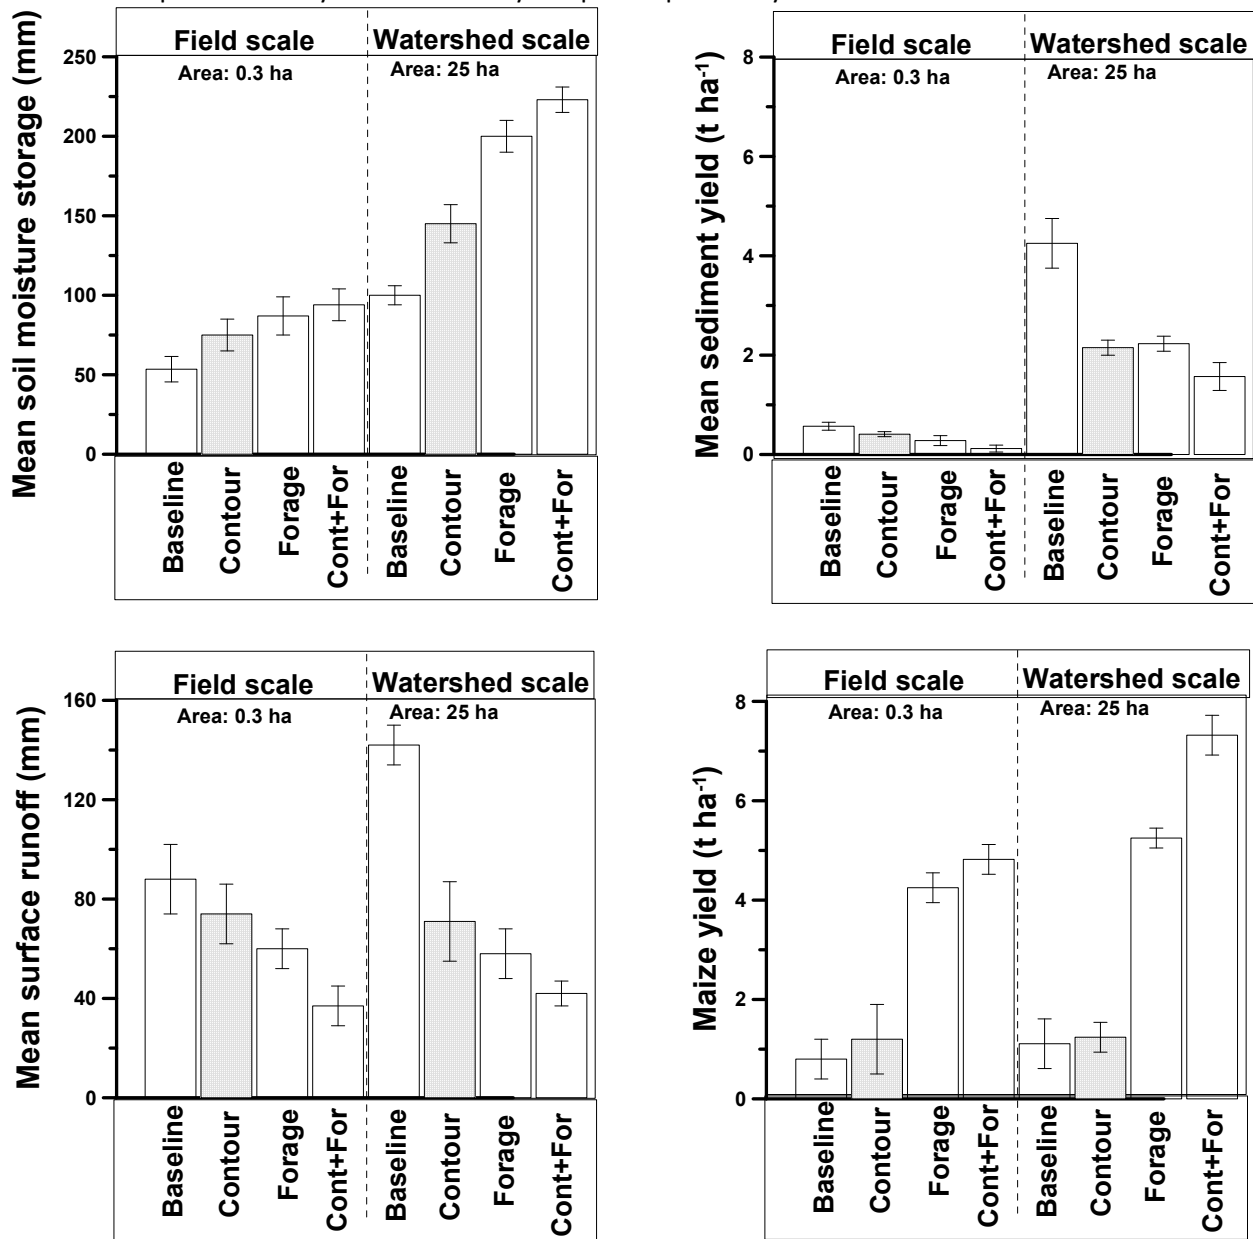 Field scale
Watershed scale
Area: 0.3 ha
Area: 25 ha
Mean soil moisture storage (mm)
250
200
150
100
50
0
Baseline
Contour
Forage
Cont+For
Baseline
Contour
Forage
Cont+For
Field scale
Watershed scale
Area: 0.3 ha
Area: 25 ha
Mean sediment yield (t ha-1)
8
6
4
2
0
Baseline
Contour
Forage
Cont+For
Baseline
Contour
Forage
Cont+For
Field scale
Watershed scale
Area: 0.3 ha
Area: 25 ha
Mean surface runoff (mm)
160
120
80
40
0
Baseline
Contour
Forage
Cont+For
Baseline
Contour
Forage
Cont+For
Field scale
Watershed scale
Area: 0.3 ha
Area: 25 ha
Maize yield (t ha-1)
8
6
4
2
0
Baseline
Contour
Forage
Cont+For
Baseline
Contour
Forage
Cont+For